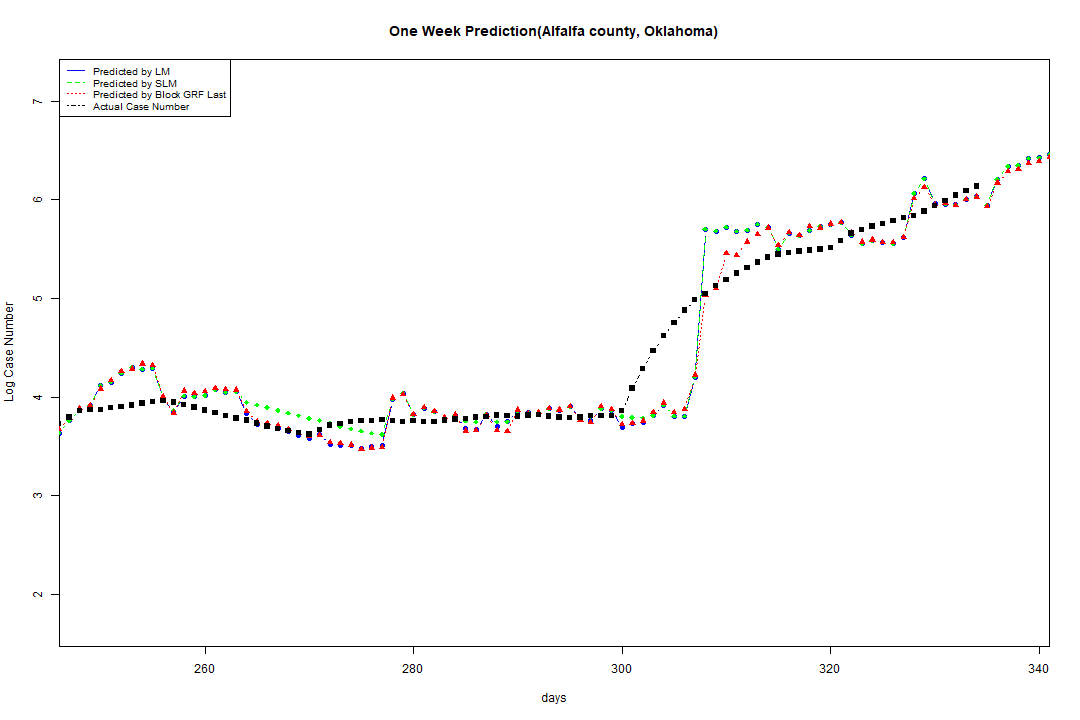 One Week Prediction(Alfalfa county, Oklahoma)
Predicted by LM
Predicted by SLM
Predicted by Block GRF Last
Actual Case Number
7
6
5
4
3
2
Log Case Number
260 280 300 320 340
days